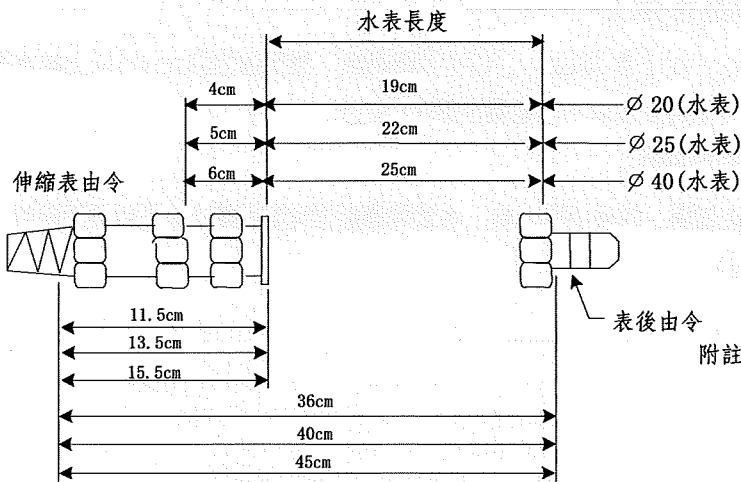 水表長度
4cm 19cm ∅ 20(水表)
5cm 22cm ∅ 25(水表)
6cm 25cm ∅ 40(水表)
伸縮表由令
11.5cm
13.5cm
15.5cm
表後由令
附註
36cm
40cm
45cm